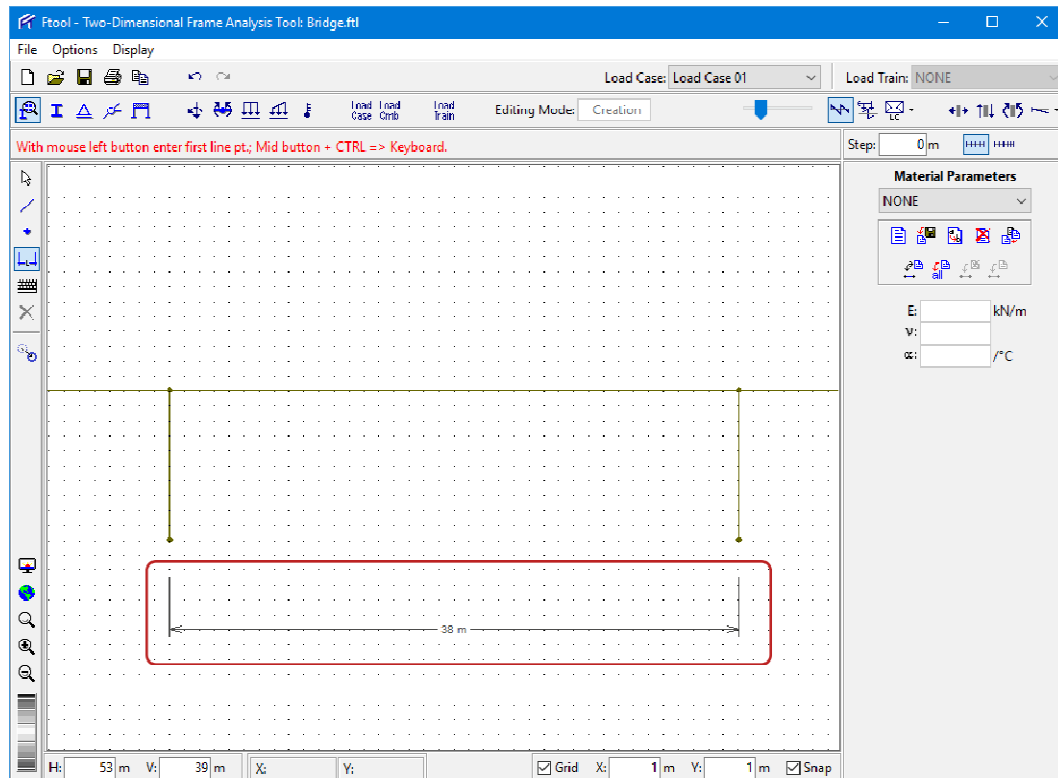 Ftool - Two-Dimensional Frame Analysis Tool: Bridge.ftl
File Options Display
Load Case: Load Case 01 Load Train: NONE
Load Case Load Cmb Load Train Editing Mode: Creation LC
With mouse left button enter first line pt.; Mid button + CTRL => Keyboard. Step: 0 m
Material Parameters
NONE
all
E: kN/m
ν:
α: /°C
38 m
H: 53 m V: 39 m X: Y: Grid X: 1 m Y: 1 m Snap